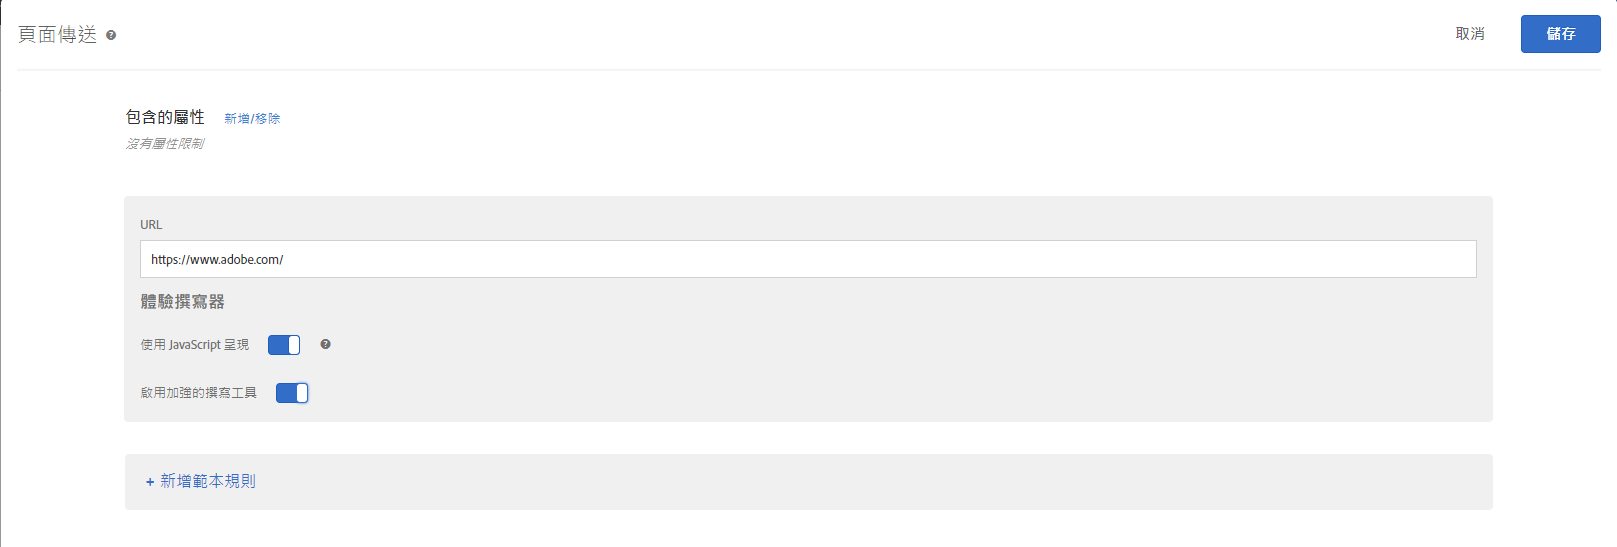 頁面傳送 ?
取消
儲存
包含的屬性 新增/移除
沒有屬性限制
URL
https://www.adobe.com/
體驗撰寫器
使用 JavaScript 呈現 ?
啟用加強的撰寫工具
+ 新增範本規則